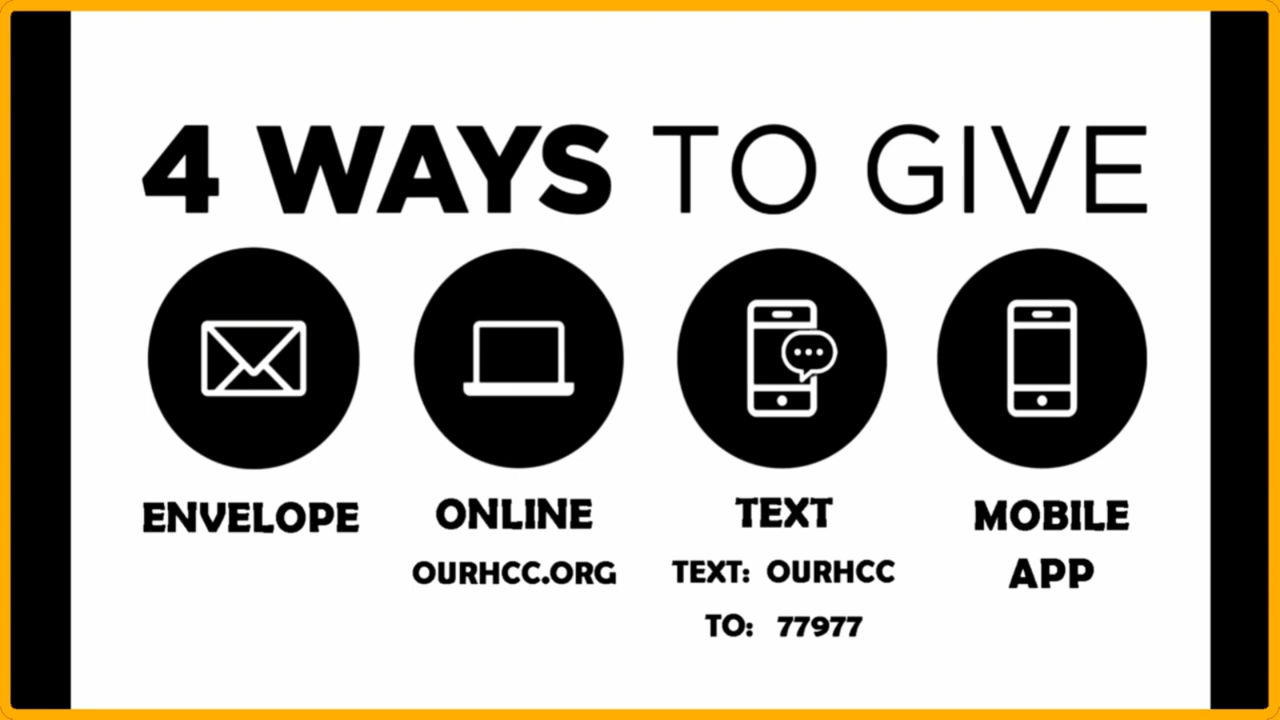 4 WAYS TO GIVE
ENVELOPE
ONLINE
OURHCC.ORG
TEXT
TEXT: OURHCC
TO: 77977
MOBILE
APP